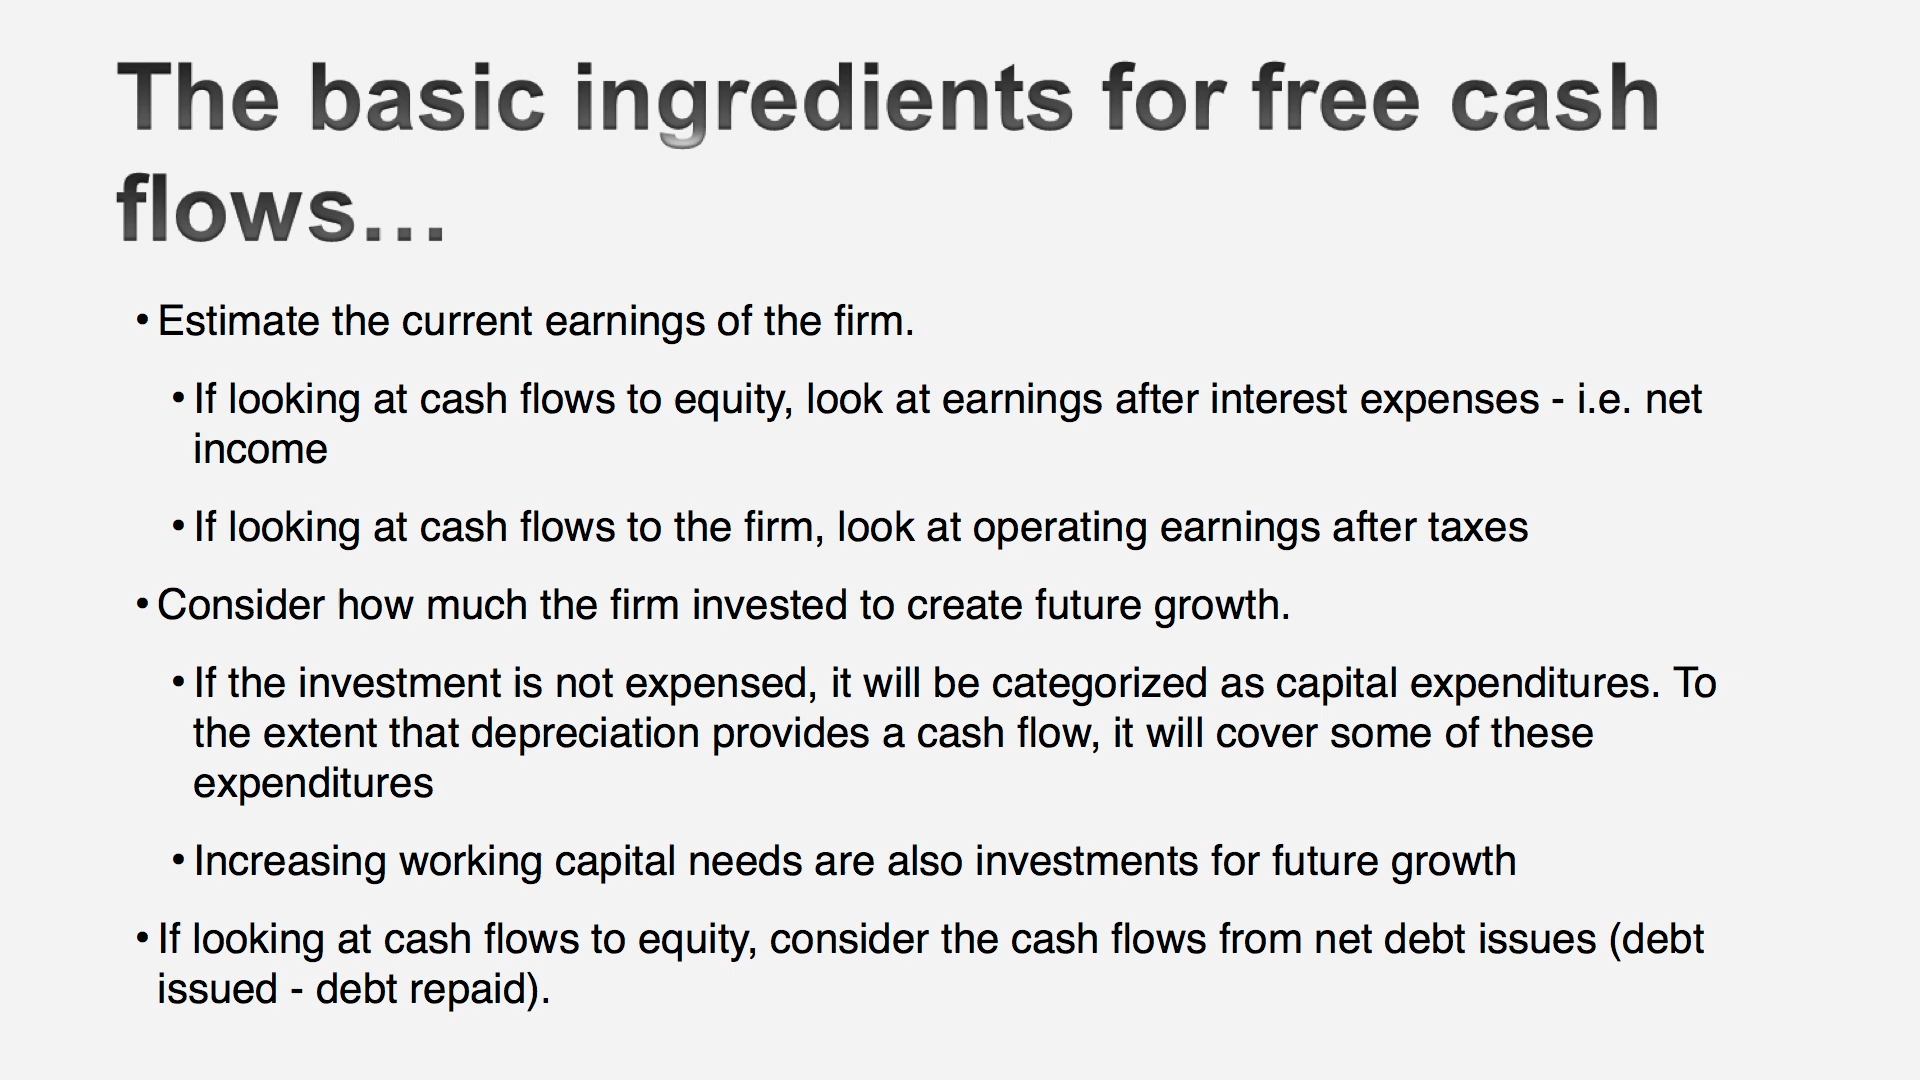 The basic ingredients for free cash
flows…
• Estimate the current earnings of the firm.
• If looking at cash flows to equity, look at earnings after interest expenses - i.e. net
income
• If looking at cash flows to the firm, look at operating earnings after taxes
• Consider how much the firm invested to create future growth.
• If the investment is not expensed, it will be categorized as capital expenditures. To
the extent that depreciation provides a cash flow, it will cover some of these
expenditures
• Increasing working capital needs are also investments for future growth
• If looking at cash flows to equity, consider the cash flows from net debt issues (debt
issued - debt repaid).